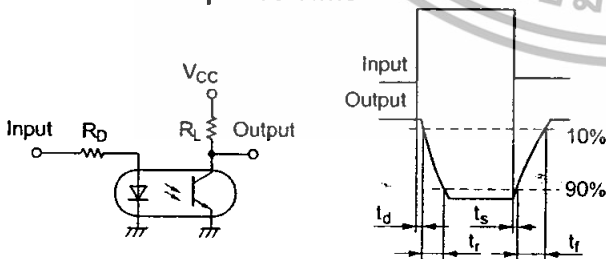 Input
R_D
V_CC
R_L
Output
Input
Output
10%
90%
t_d
t_s
t_r
t_f